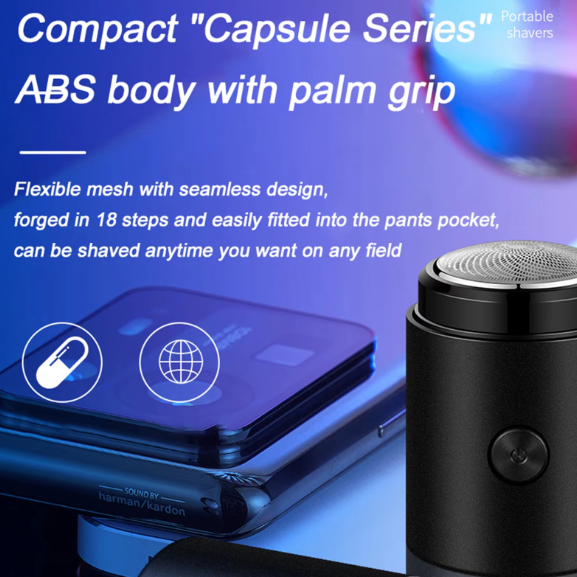 Compact "Capsule Series"
Portable
shavers
ABS body with palm grip
Flexible mesh with seamless design,
forged in 18 steps and easily fitted into the pants pocket,
can be shaved anytime you want on any field
SOUND BY
harman/kardon